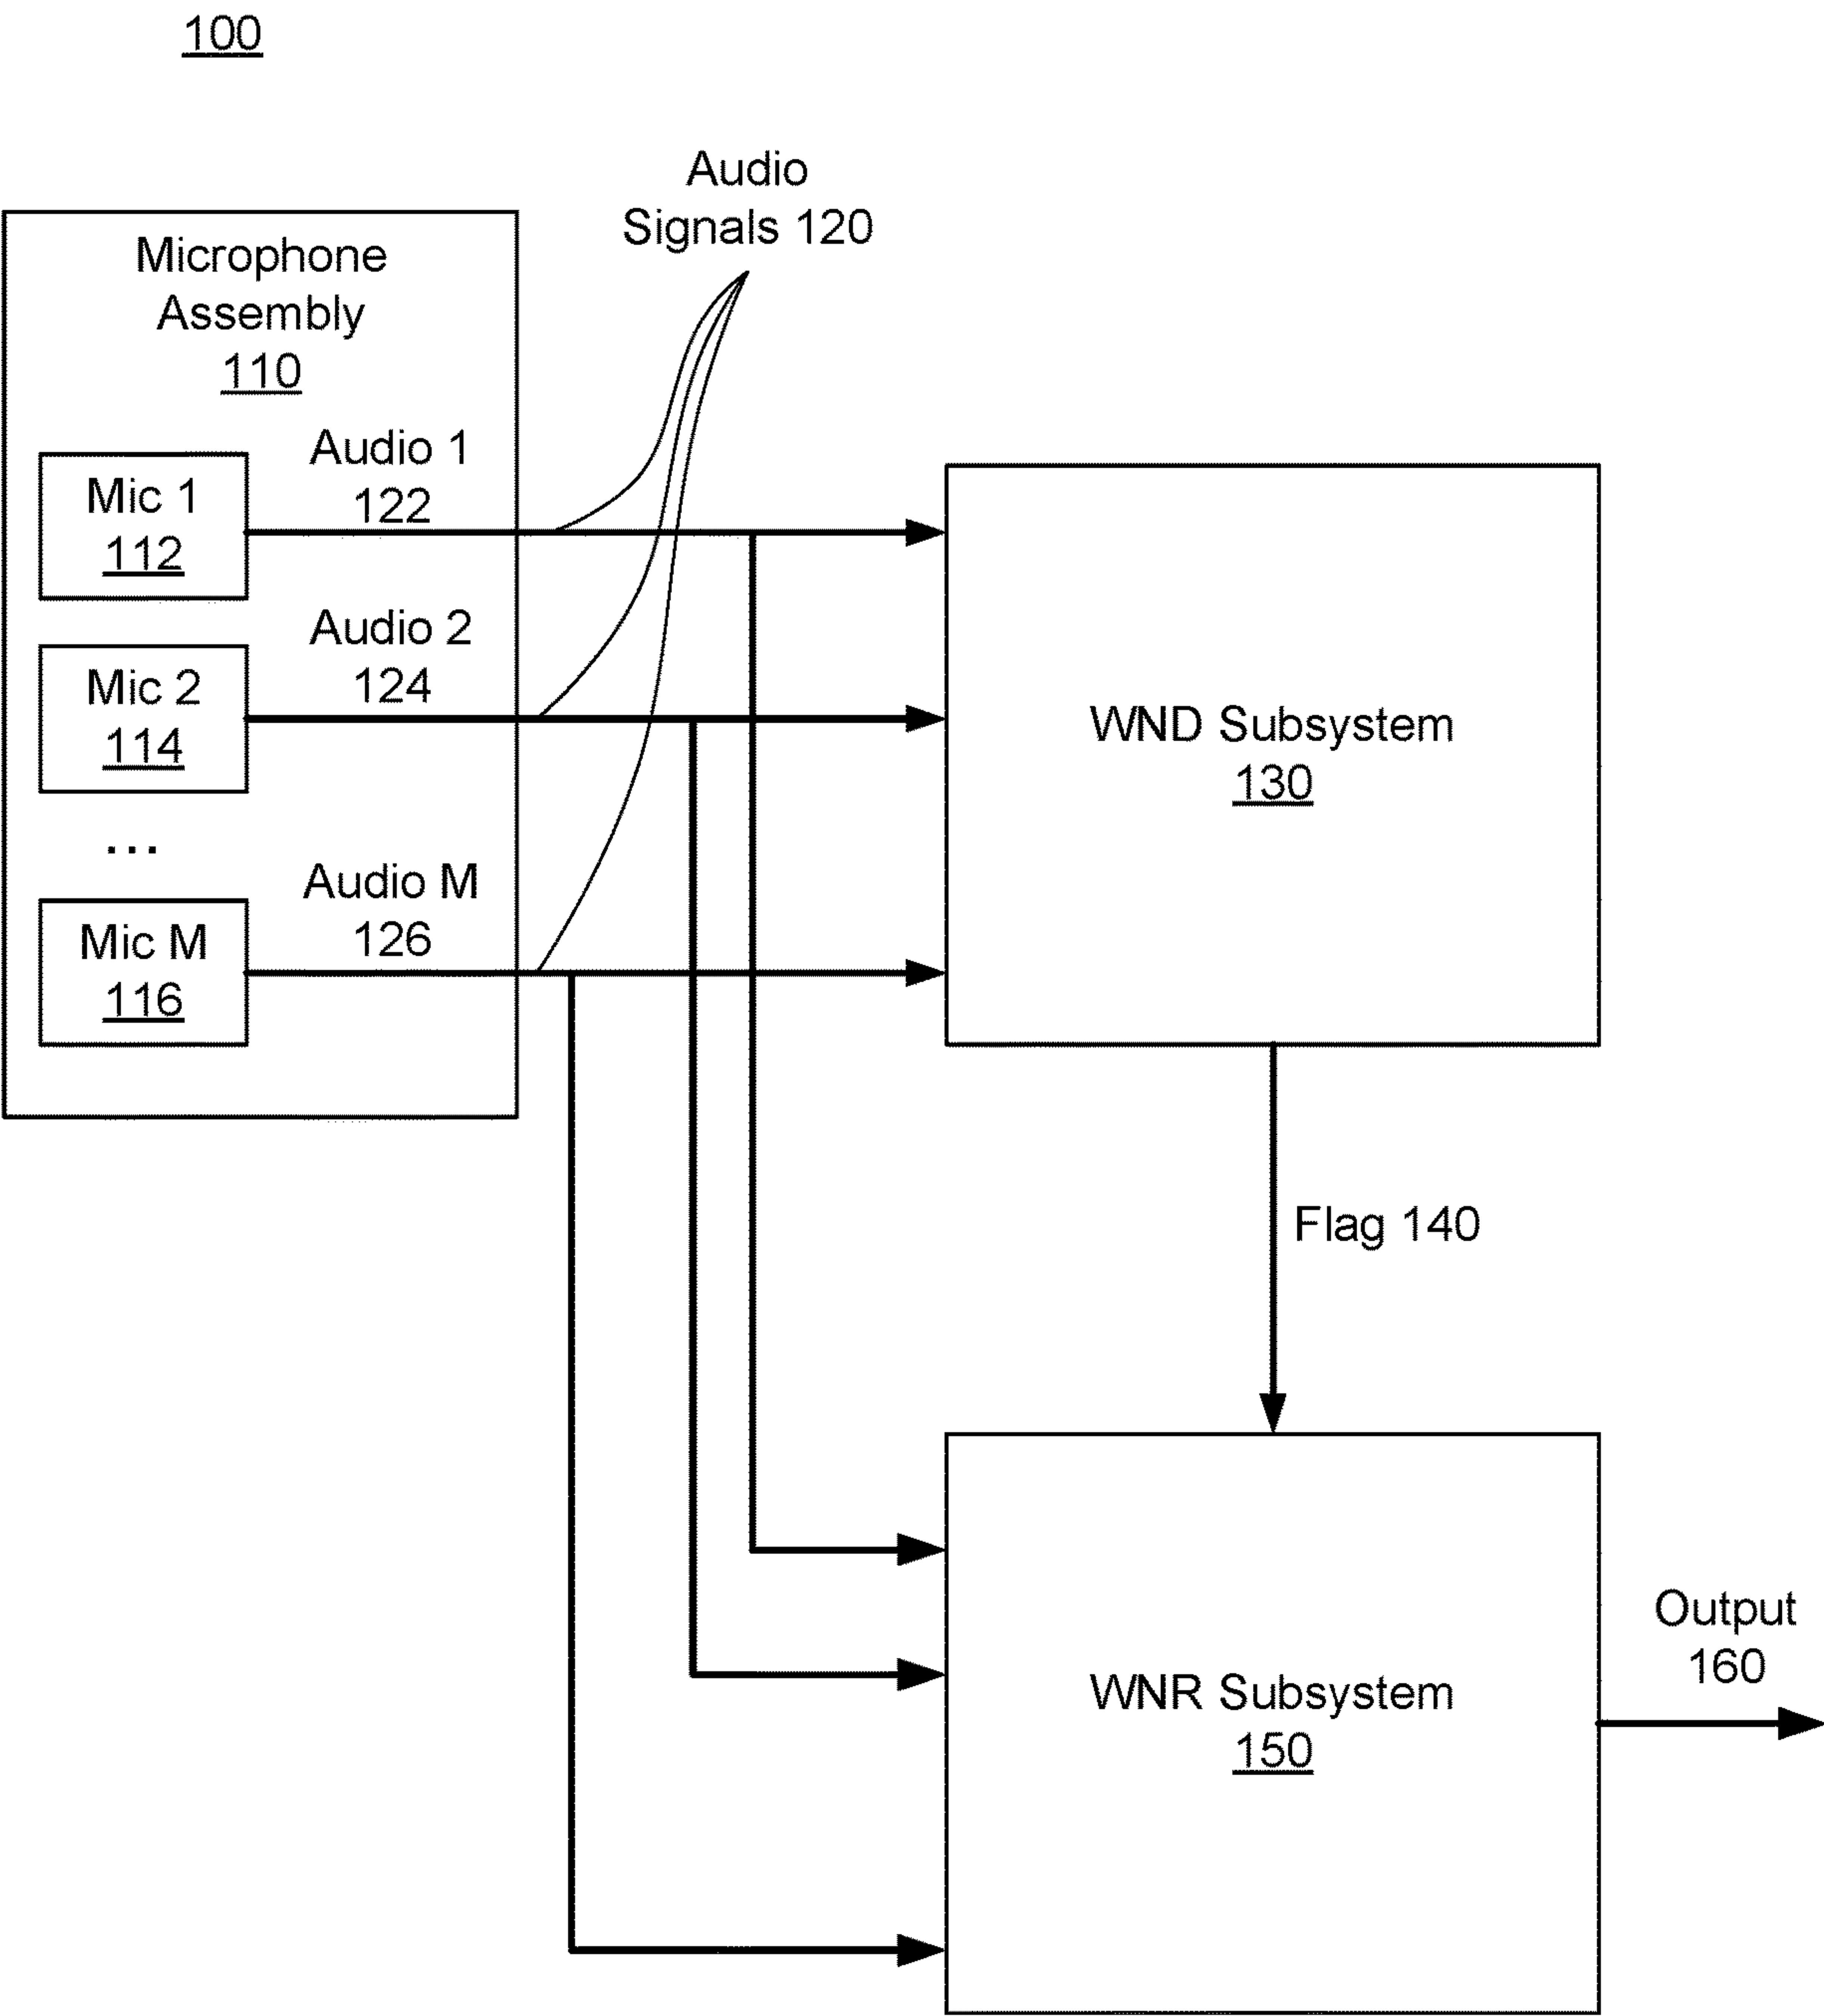 100
Audio
Signals 120
Microphone
Assembly
110
Audio 1
122
Mic 1
112
Audio 2
124
Mic 2
114
WND Subsystem
130
...
Audio M
126
Mic M
116
Flag 140
Output
160
WNR Subsystem
150